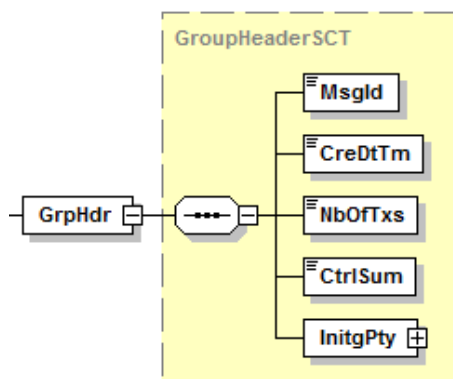 GroupHeaderSCT
MsgId
CreDtTm
GrpHdr
NbOfTxs
CtrlSum
InitgPty